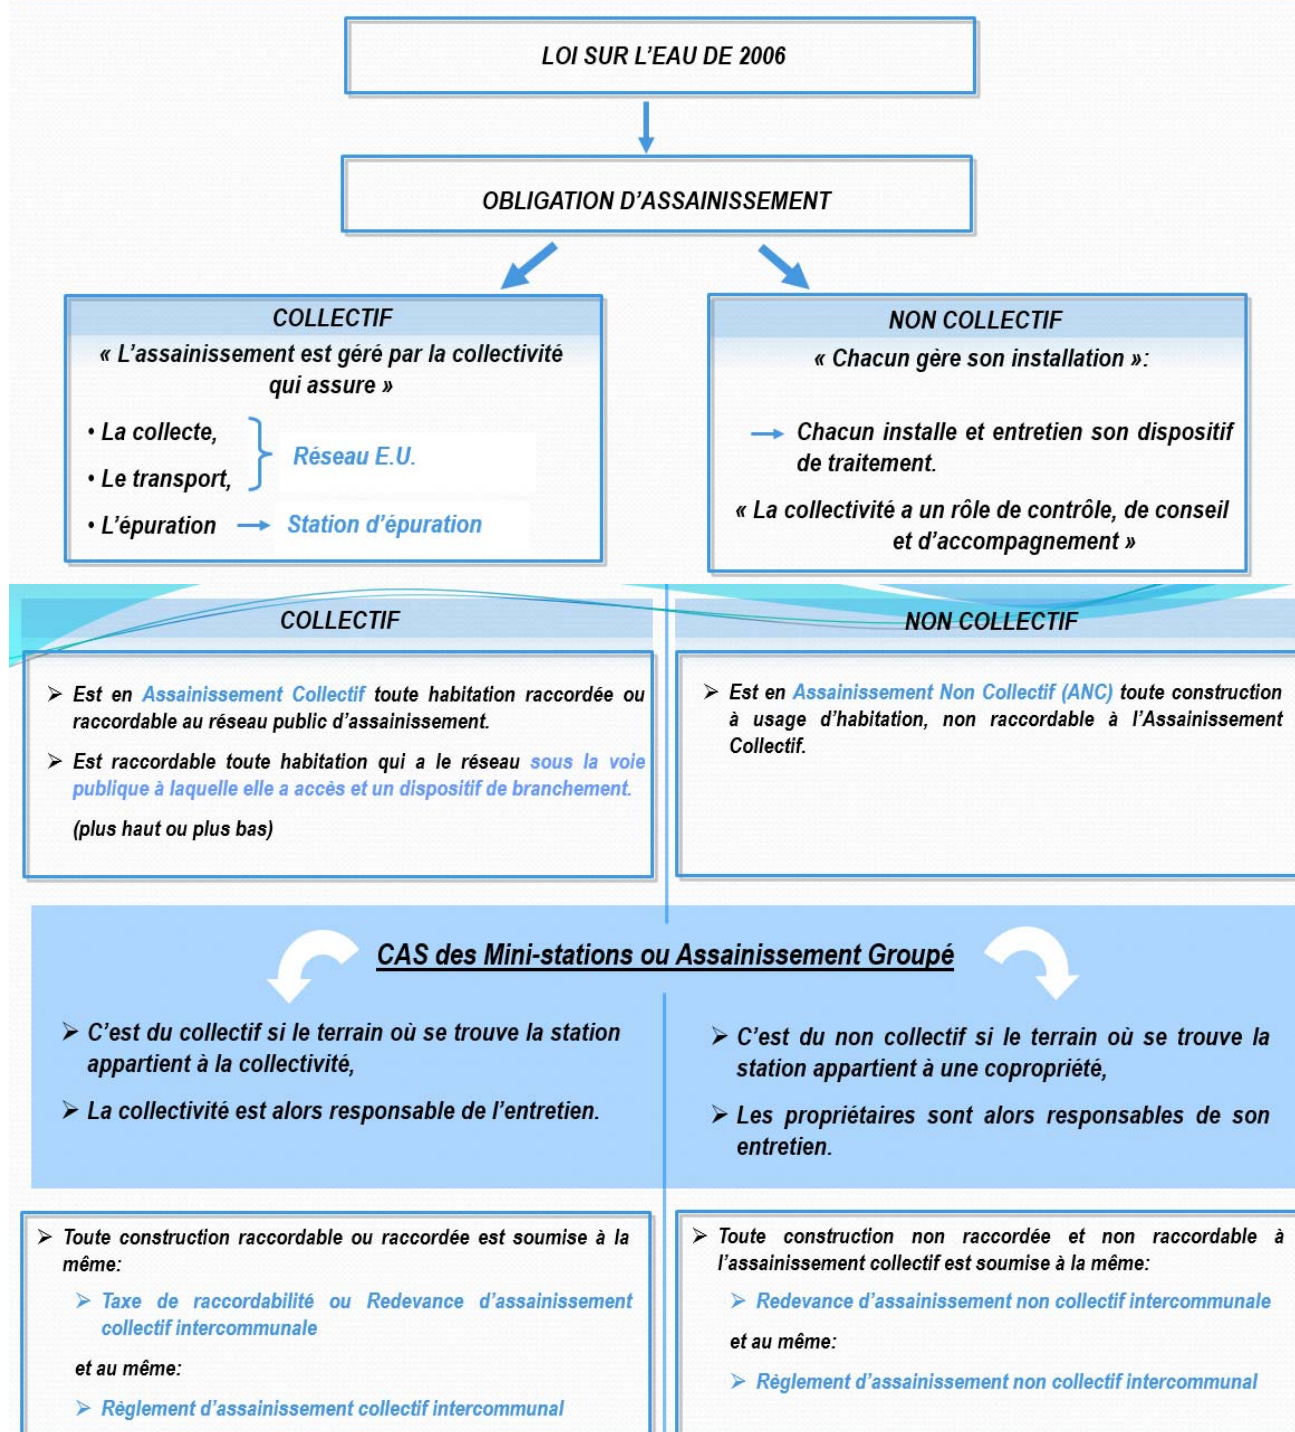 LOI SUR L'EAU DE 2006
OBLIGATION D'ASSAINISSEMENT
COLLECTIF
« L'assainissement est géré par la collectivité
qui assure »
• La collecte,
• Le transport,
Réseau E.U.
• L'épuration
Station d'épuration
NON COLLECTIF
« Chacun gère son installation »:
Chacun installe et entretien son dispositif
de traitement.
« La collectivité a un rôle de contrôle, de conseil
et d'accompagnement »
COLLECTIF
➢ Est en Assainissement Collectif toute habitation raccordée ou
raccordable au réseau public d'assainissement.
➢ Est raccordable toute habitation qui a le réseau sous la voie
publique à laquelle elle a accès et un dispositif de branchement.
(plus haut ou plus bas)
NON COLLECTIF
➢ Est en Assainissement Non Collectif (ANC) toute construction
à usage d'habitation, non raccordable à l'Assainissement
Collectif.
CAS des Mini-stations ou Assainissement Groupé
➢ C'est du collectif si le terrain où se trouve la station
appartient à la collectivité,
➢ La collectivité est alors responsable de l'entretien.
➢ C'est du non collectif si le terrain où se trouve la
station appartient à une copropriété,
➢ Les propriétaires sont alors responsables de son
entretien.
➢ Toute construction raccordable ou raccordée est soumise à la
même:
➢ Taxe de raccordabilité ou Redevance d'assainissement
collectif intercommunale
et au même:
➢ Règlement d'assainissement collectif intercommunal
➢ Toute construction non raccordée et non raccordable à
l'assainissement collectif est soumise à la même:
➢ Redevance d'assainissement non collectif intercommunale
et au même:
➢ Règlement d'assainissement non collectif intercommunal